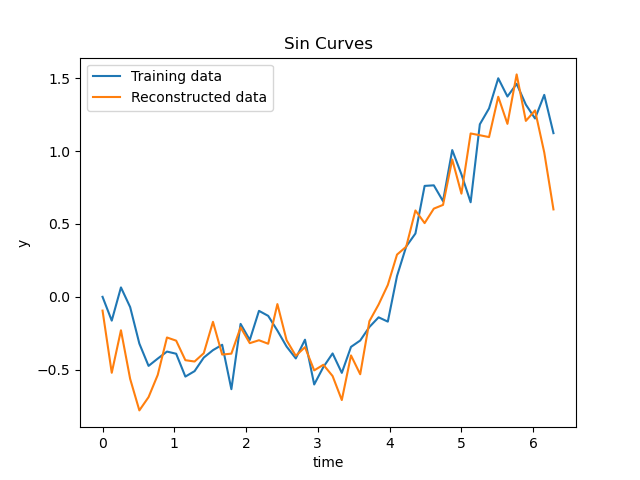 Sin Curves
Training data
Reconstructed data
1.5
1.0
0.5
0.0
−0.5
y
0 1 2 3 4 5 6
time